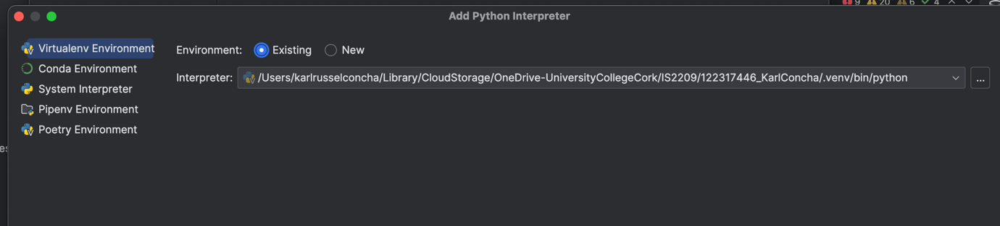 9 20 6 4
Add Python Interpreter
Virtualenv Environment
Conda Environment
System Interpreter
Pipenv Environment
Poetry Environment
Environment: Existing New
Interpreter: /Users/karlrusselconcha/Library/CloudStorage/OneDrive-UniversityCollegeCork/IS2209/122317446_KarlConcha/.venv/bin/python
...
es